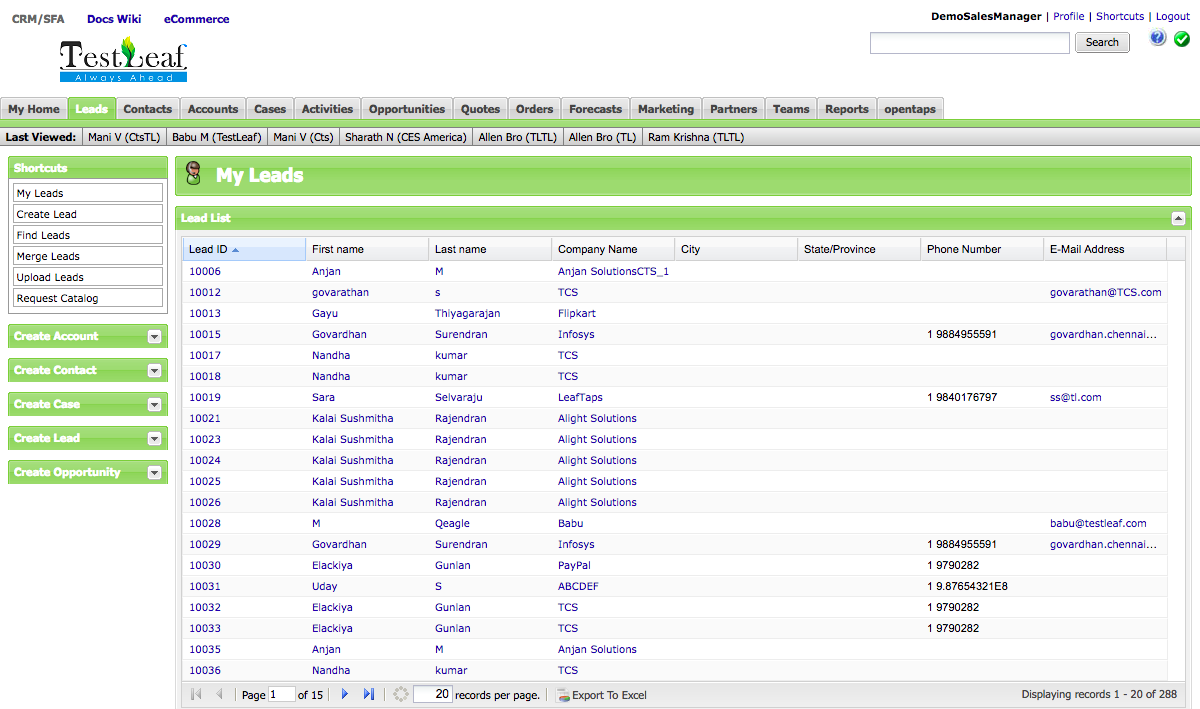 CRM/SFA Docs Wiki eCommerce
DemoSalesManager | Profile | Shortcuts | Logout
TestLeaf
Always Ahead
Search
My Home Leads Contacts Accounts Cases Activities Opportunities Quotes Orders Forecasts Marketing Partners Teams Reports opentaps
Last Viewed: Mani V (CtsTL) Babu M (TestLeaf) Mani V (Cts) Sharath N (CES America) Allen Bro (TLTL) Allen Bro (TL) Ram Krishna (TLTL)
Shortcuts
My Leads
Create Lead
Find Leads
Merge Leads
Upload Leads
Request Catalog
Create Account
Create Contact
Create Case
Create Lead
Create Opportunity
My Leads
Lead List
Lead ID First name Last name Company Name City State/Province Phone Number E-Mail Address
10006 Anjan M Anjan SolutionsCTS_1
10012 govarathan s TCS govarathan@TCS.com
10013 Gayu Thiyagarajan Flipkart
10015 Govardhan Surendran Infosys 1 9884955591 govardhan.chennai...
10017 Nandha kumar TCS
10018 Nandha kumar TCS
10019 Sara Selvaraju LeafTaps 1 9840176797 ss@tl.com
10021 Kalai Sushmitha Rajendran Alight Solutions
10023 Kalai Sushmitha Rajendran Alight Solutions
10024 Kalai Sushmitha Rajendran Alight Solutions
10025 Kalai Sushmitha Rajendran Alight Solutions
10026 Kalai Sushmitha Rajendran Alight Solutions
10028 M Qeagle Babu babu@testleaf.com
10029 Govardhan Surendran Infosys 1 9884955591 govardhan.chennai...
10030 Elackiya Gunlan PayPal 1 9790282
10031 Uday S ABCDEF 1 9.87654321E8
10032 Elackiya Gunlan TCS 1 9790282
10033 Elackiya Gunlan TCS 1 9790282
10035 Anjan M Anjan Solutions
10036 Nandha kumar TCS
Page 1 of 15 20 records per page. Export To Excel Displaying records 1 - 20 of 288